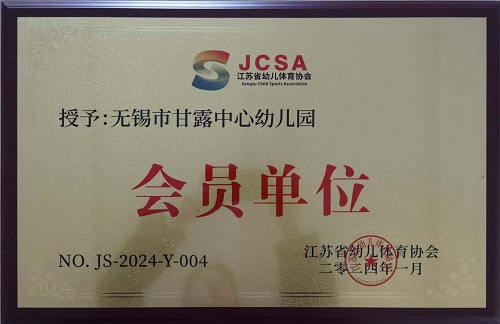 JCSA
江苏省幼儿体育协会
Jiangsu Child Sports Association
授予:无锡市甘露中心幼儿园
会员单位
NO. JS-2024-Y-004
江苏省幼儿体育协会
二〇二四年一月